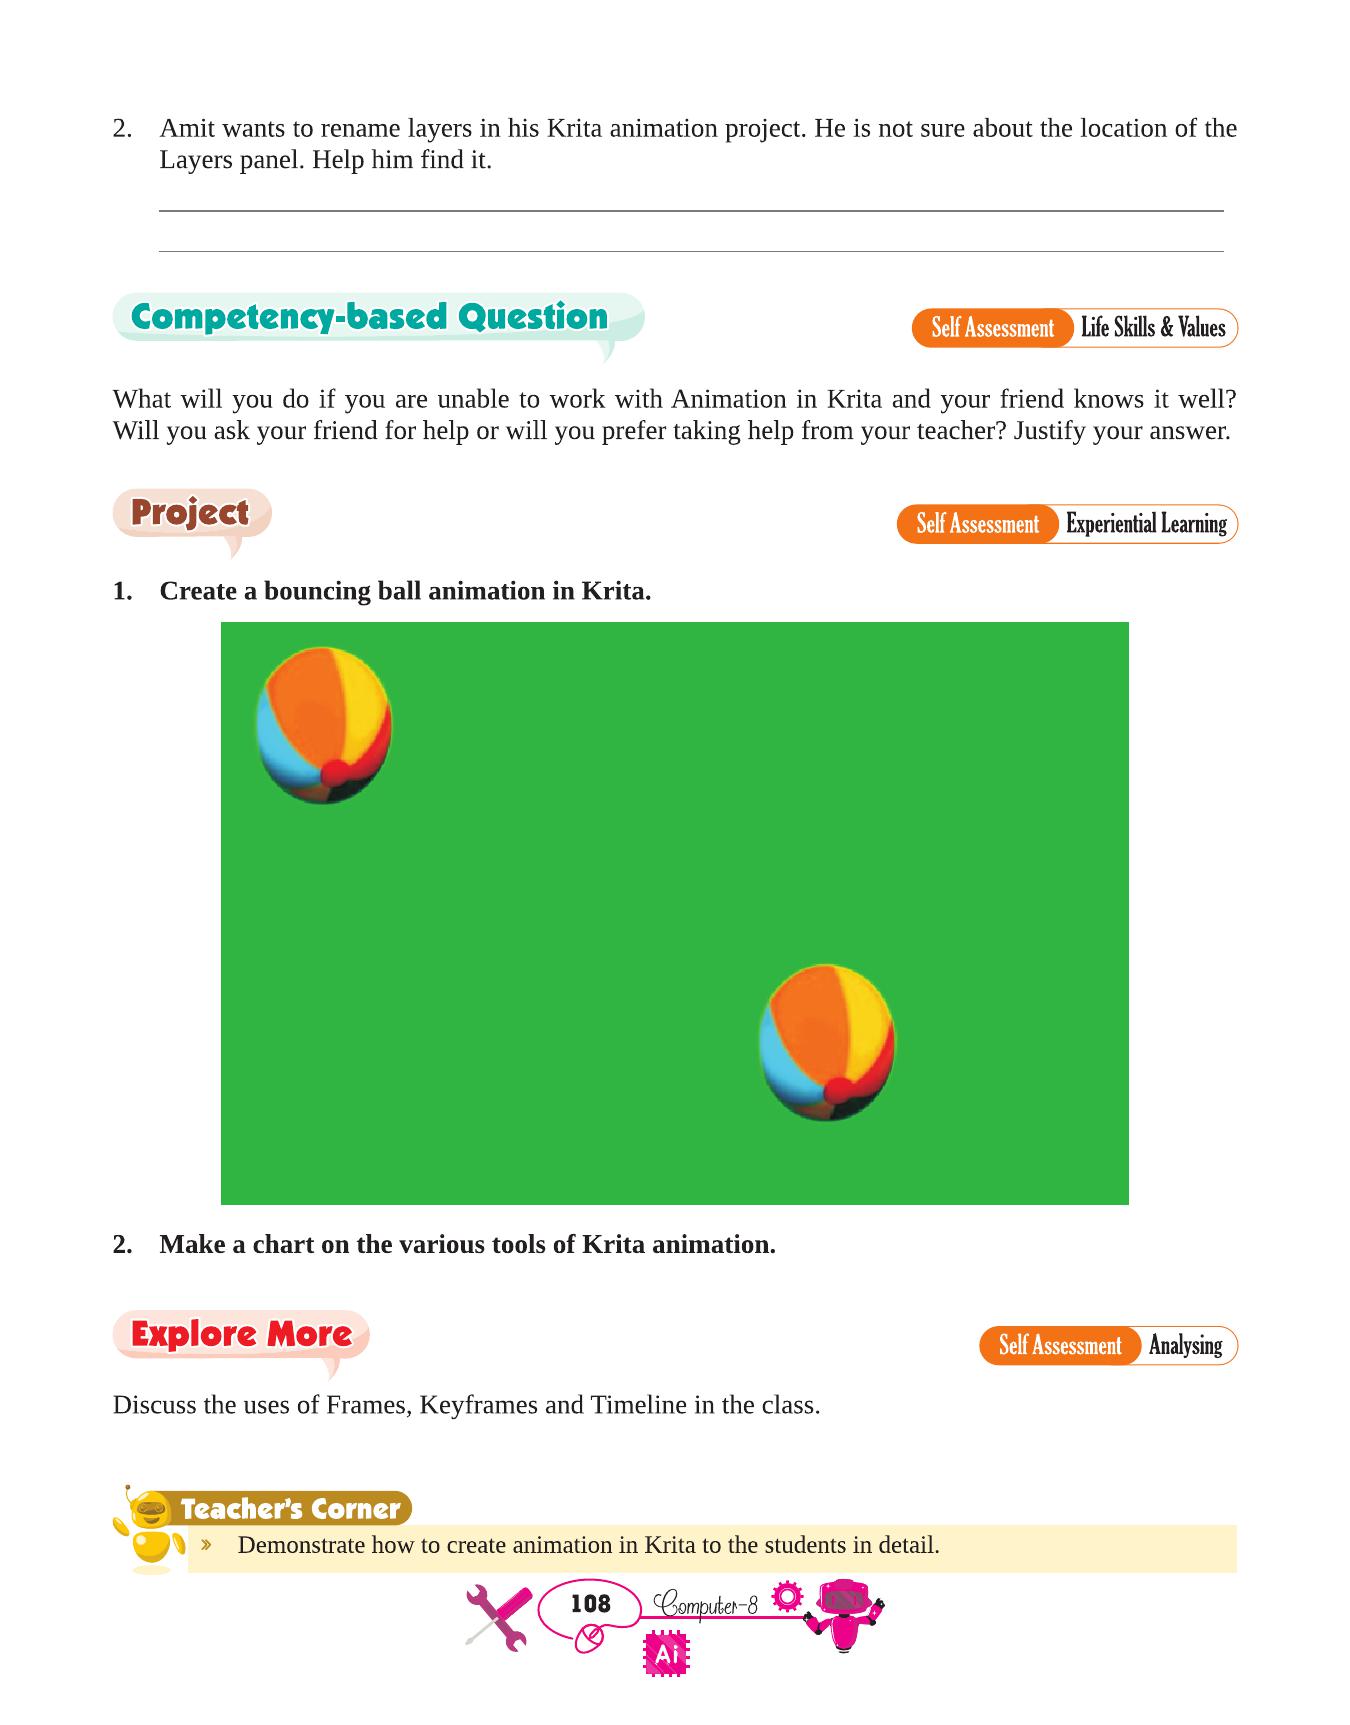 2. Amit wants to rename layers in his Krita animation project. He is not sure about the location of the
Layers panel. Help him find it.
Competency-based Question
Self Assessment Life Skills & Values
What will you do if you are unable to work with Animation in Krita and your friend knows it well?
Will you ask your friend for help or will you prefer taking help from your teacher? Justify your answer.
Project
Self Assessment Experiential Learning
1. Create a bouncing ball animation in Krita.
2. Make a chart on the various tools of Krita animation.
Explore More
Self Assessment Analysing
Discuss the uses of Frames, Keyframes and Timeline in the class.
Teacher's Corner
» Demonstrate how to create animation in Krita to the students in detail.
108 Computer-8
Ai